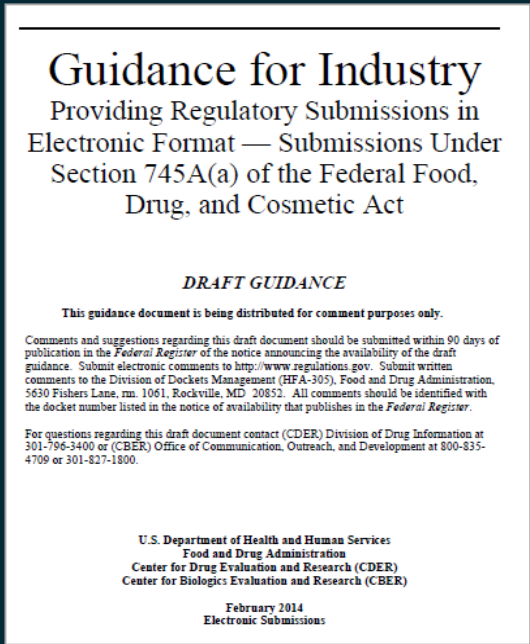 Guidance for Industry
Providing Regulatory Submissions in
Electronic Format — Submissions Under
Section 745A(a) of the Federal Food,
Drug, and Cosmetic Act
DRAFT GUIDANCE
This guidance document is being distributed for comment purposes only.
Comments and suggestions regarding this draft document should be submitted within 90 days of
publication in the Federal Register of the notice announcing the availability of the draft
guidance. Submit electronic comments to http://www.regulations.gov. Submit written
comments to the Division of Dockets Management (HFA-305), Food and Drug Administration,
5630 Fishers Lane, rm. 1061, Rockville, MD 20852. All comments should be identified with
the docket number listed in the notice of availability that publishes in the Federal Register.
For questions regarding this draft document contact (CDER) Division of Drug Information at
301-796-3400 or (CBER) Office of Communication, Outreach, and Development at 800-835-
4709 or 301-827-1800.
U.S. Department of Health and Human Services
Food and Drug Administration
Center for Drug Evaluation and Research (CDER)
Center for Biologics Evaluation and Research (CBER)
February 2014
Electronic Submissions